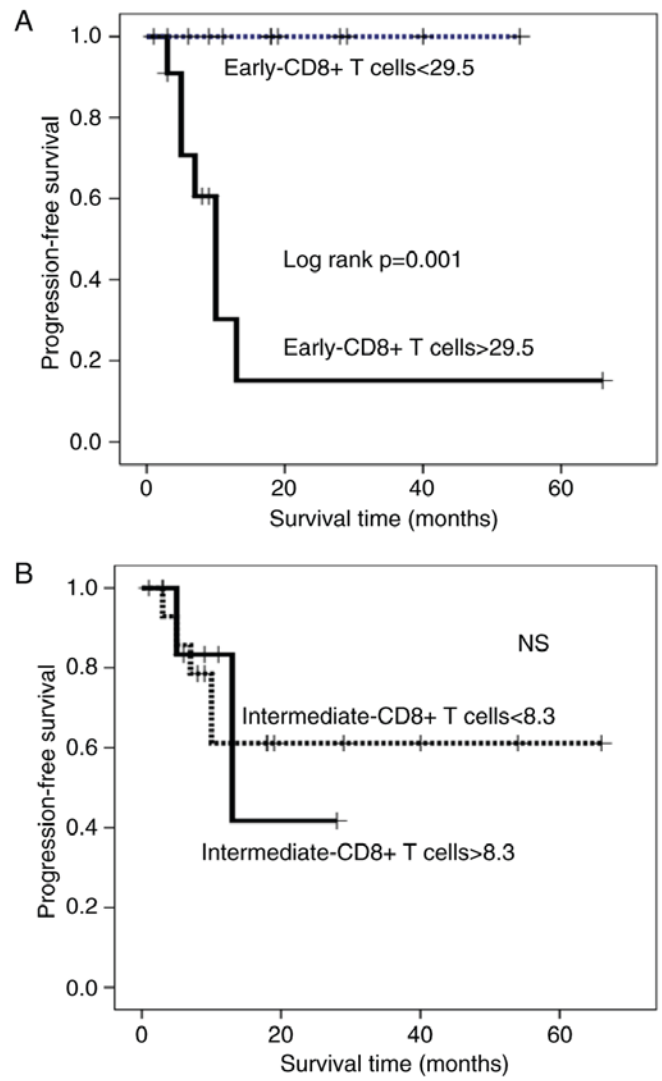 A
1.0
Early-CD8+ T cells<29.5
0.8
Progression-free survival
0.6
Log rank p=0.001
0.4
Early-CD8+ T cells>29.5
0.2
0.0
0 20 40 60
Survival time (months)
B
1.0
NS
0.8
Progression-free survival
Intermediate-CD8+ T cells<8.3
0.6
0.4
Intermediate-CD8+ T cells>8.3
0.2
0.0
0 20 40 60
Survival time (months)